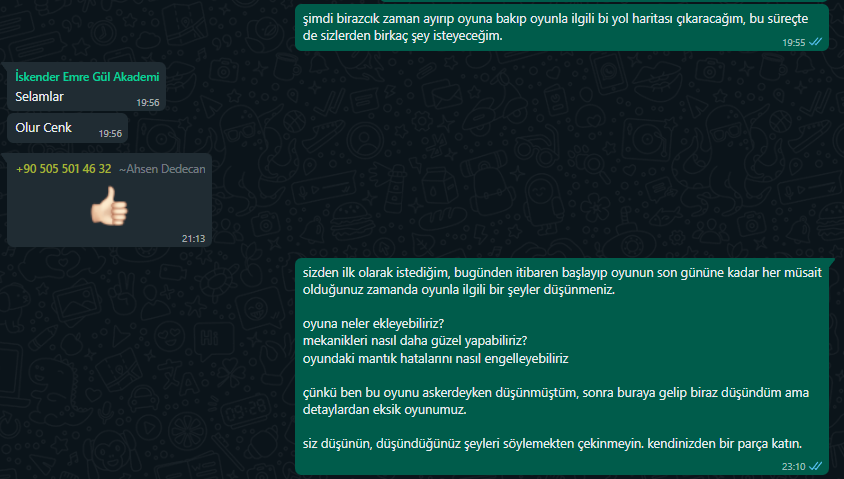 şimdi birazcık zaman ayırıp oyuna bakıp oyunla ilgili bi yol haritası çıkaracağım, bu süreçte
de sizlerden birkaç şey isteyeceğim.
19:55
İskender Emre Gül Akademi
Selamlar
19:56
Olur Cenk
19:56
+90 505 501 46 32 ~Ahsen Dedecan
21:13
sizden ilk olarak istediğim, bugünden itibaren başlayıp oyunun son gününe kadar her müsait
olduğunuz zamanda oyunla ilgili bir şeyler düşünmeniz.
oyuna neler ekleyebiliriz?
mekanikleri nasıl daha güzel yapabiliriz?
oyundaki mantık hatalarını nasıl engelleyebiliriz
çünkü ben bu oyunu askerdeyken düşünmüştüm, sonra buraya gelip biraz düşündüm ama
detaylardan eksik oyunumuz.
siz düşünün, düşündüğünüz şeyleri söylemekten çekinmeyin. kendinizden bir parça katın.
23:10